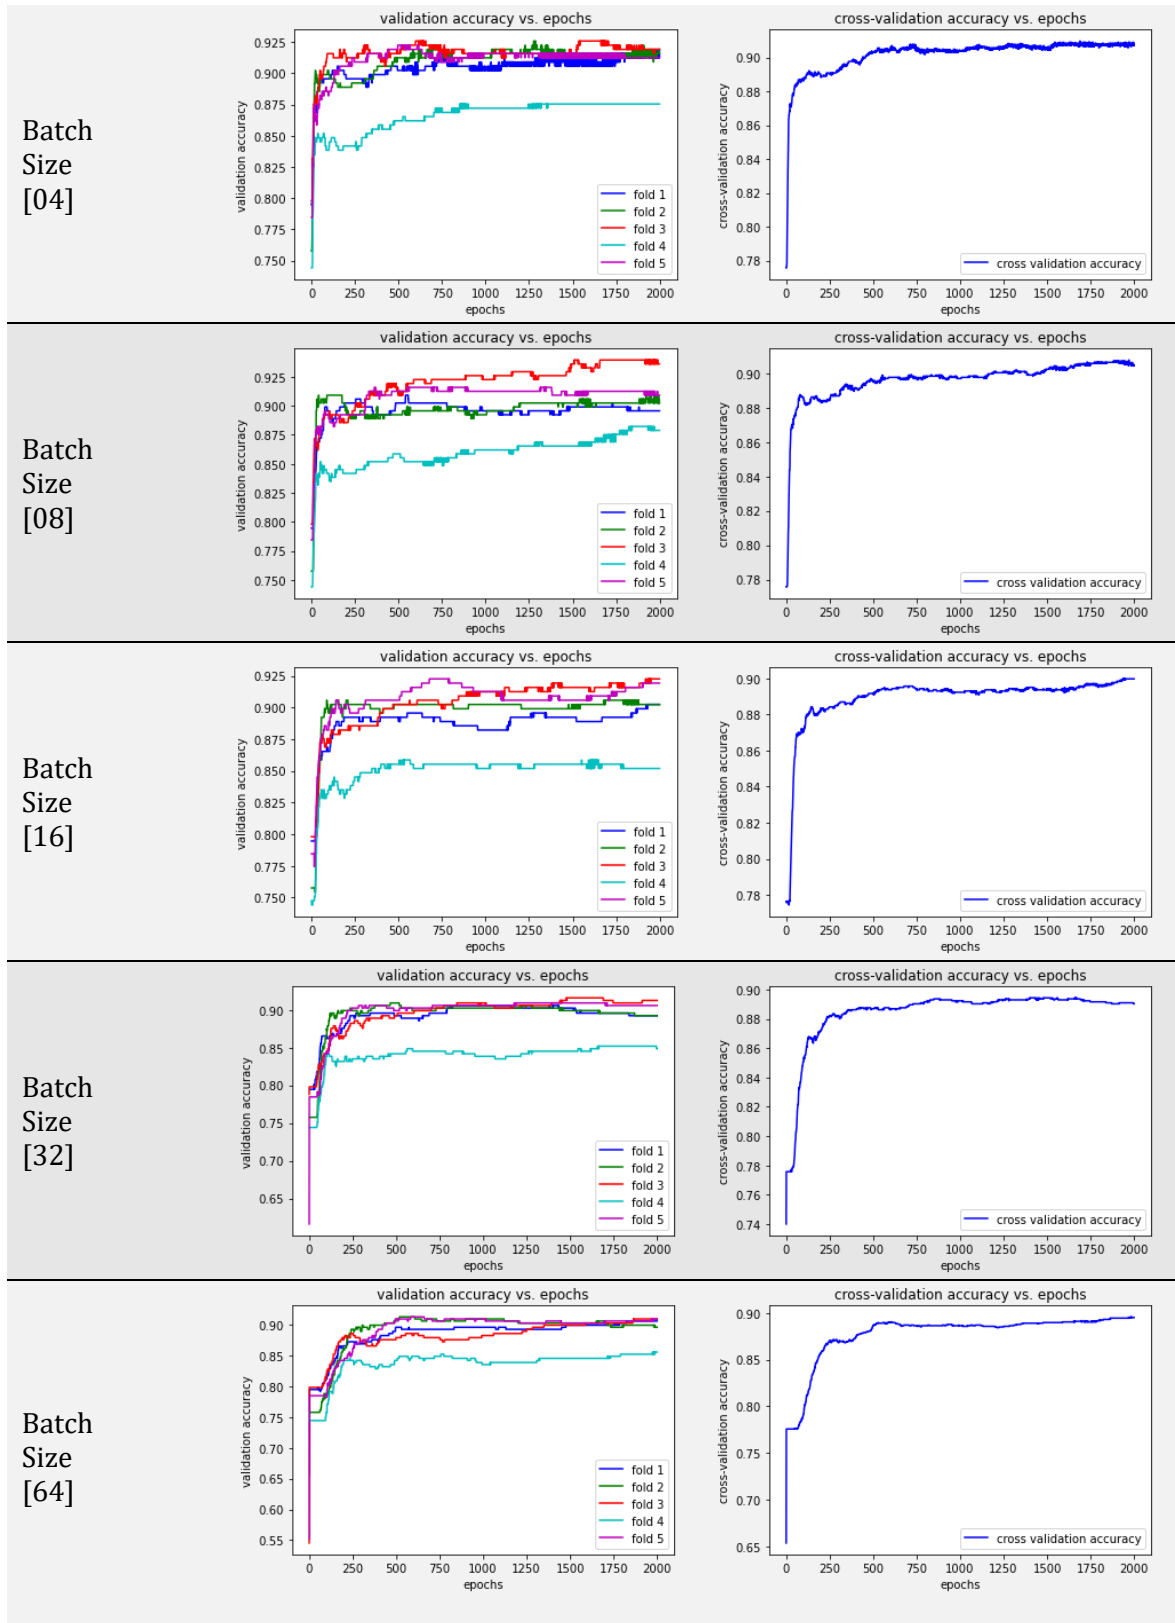 Batch
Size
[04]
validation accuracy vs. epochs
validation accuracy
0.925
0.900
0.875
0.850
0.825
0.800
0.775
0.750
fold 1
fold 2
fold 3
fold 4
fold 5
0 250 500 750 1000 1250 1500 1750 2000
epochs
cross-validation accuracy vs. epochs
cross-validation accuracy
0.90
0.88
0.86
0.84
0.82
0.80
0.78
cross validation accuracy
0 250 500 750 1000 1250 1500 1750 2000
epochs
Batch
Size
[08]
validation accuracy vs. epochs
validation accuracy
0.925
0.900
0.875
0.850
0.825
0.800
0.775
0.750
fold 1
fold 2
fold 3
fold 4
fold 5
0 250 500 750 1000 1250 1500 1750 2000
epochs
cross-validation accuracy vs. epochs
cross-validation accuracy
0.90
0.88
0.86
0.84
0.82
0.80
0.78
cross validation accuracy
0 250 500 750 1000 1250 1500 1750 2000
epochs
Batch
Size
[16]
validation accuracy vs. epochs
validation accuracy
0.925
0.900
0.875
0.850
0.825
0.800
0.775
0.750
fold 1
fold 2
fold 3
fold 4
fold 5
0 250 500 750 1000 1250 1500 1750 2000
epochs
cross-validation accuracy vs. epochs
cross-validation accuracy
0.90
0.88
0.86
0.84
0.82
0.80
0.78
cross validation accuracy
0 250 500 750 1000 1250 1500 1750 2000
epochs
Batch
Size
[32]
validation accuracy vs. epochs
validation accuracy
0.90
0.85
0.80
0.75
0.70
0.65
fold 1
fold 2
fold 3
fold 4
fold 5
0 250 500 750 1000 1250 1500 1750 2000
epochs
cross-validation accuracy vs. epochs
cross-validation accuracy
0.90
0.88
0.86
0.84
0.82
0.80
0.78
0.76
0.74
cross validation accuracy
0 250 500 750 1000 1250 1500 1750 2000
epochs
Batch
Size
[64]
validation accuracy vs. epochs
validation accuracy
0.90
0.85
0.80
0.75
0.70
0.65
0.60
0.55
fold 1
fold 2
fold 3
fold 4
fold 5
0 250 500 750 1000 1250 1500 1750 2000
epochs
cross-validation accuracy vs. epochs
cross-validation accuracy
0.90
0.85
0.80
0.75
0.70
0.65
cross validation accuracy
0 250 500 750 1000 1250 1500 1750 2000
epochs